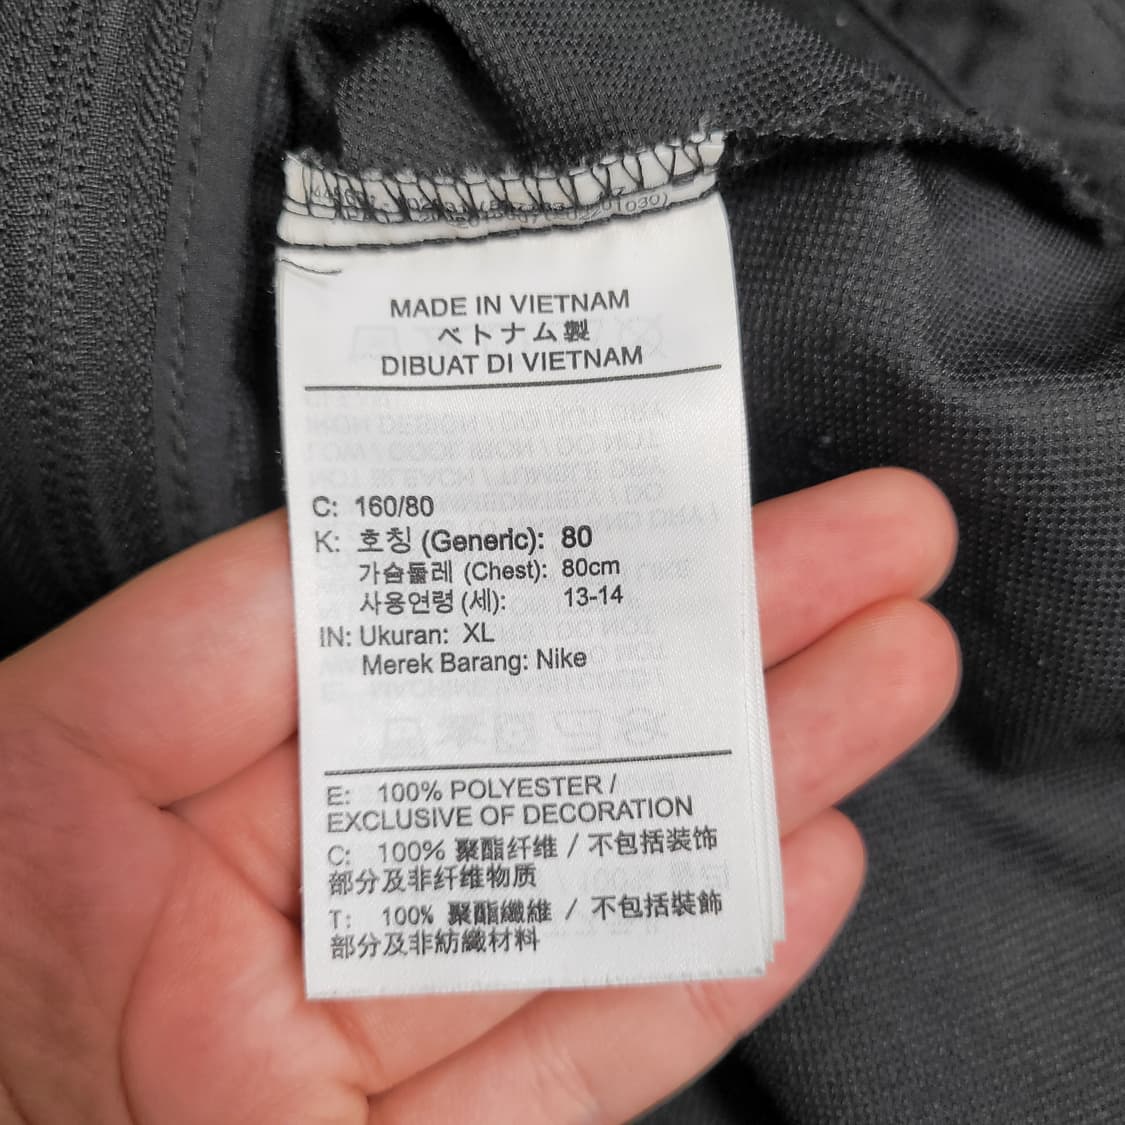 MADE IN VIETNAM
ベトナム製
DIBUAT DI VIETNAM
C: 160/80
K: 호칭 (Generic): 80
가슴둘레 (Chest): 80cm
사용연령 (세): 13-14
IN: Ukuran: XL
Merek Barang: Nike
E: 100% POLYESTER /
EXCLUSIVE OF DECORATION
C: 100% 聚酯纤维 / 不包括装饰
部分及非纤维物质
T: 100% 聚酯纖維 / 不包括裝飾
部分及非紡織材料